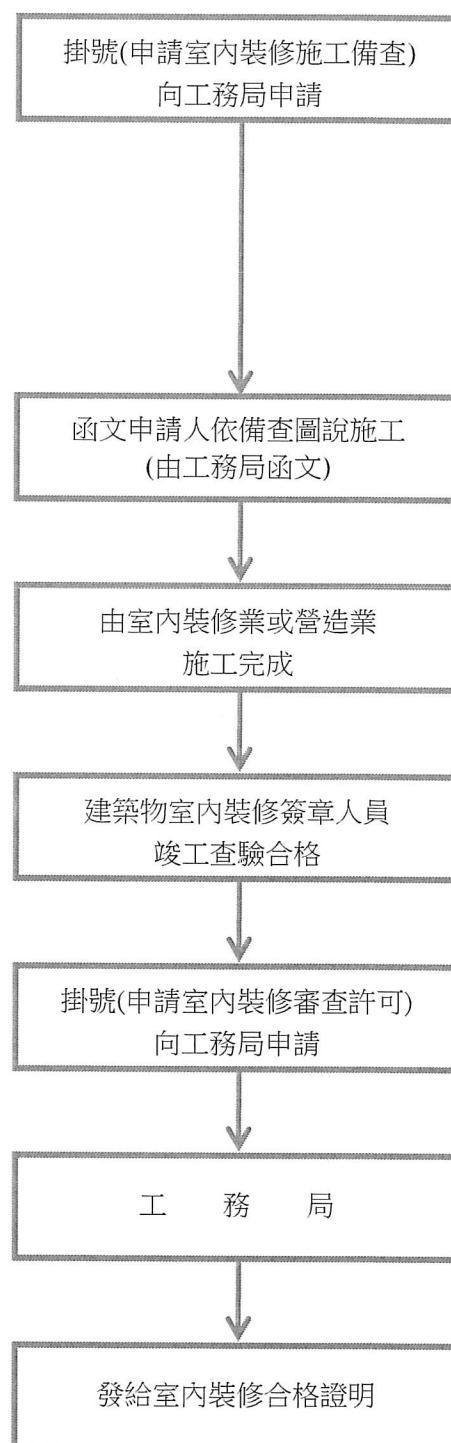 掛號(申請室內裝修施工備查)
向工務局申請
函文申請人依備查圖說施工
(由工務局函文)
由室內裝修業或營造業
施工完成
建築物室內裝修簽章人員
竣工查驗合格
掛號(申請室內裝修審查許可)
向工務局申請
工 務 局
發給室內裝修合格證明